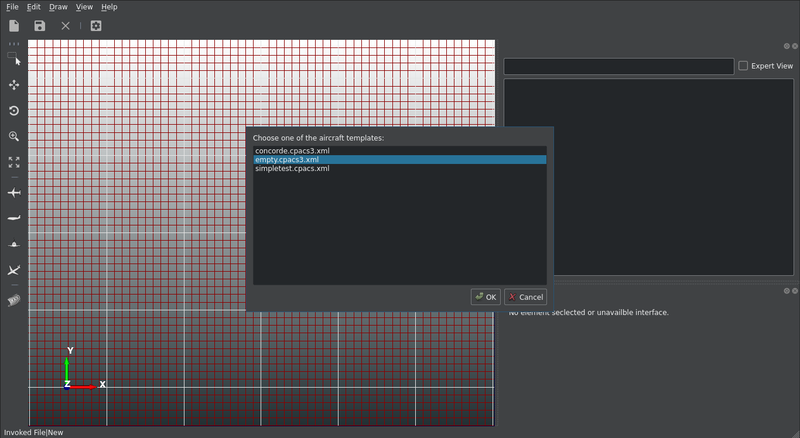 File Edit Draw View Help
Expert View
Choose one of the aircraft templates:
concorde.cpacs3.xml
empty.cpacs3.xml
simpletest.cpacs.xml
OK Cancel
No element seclected or unavailble interface.
Y
Z X
Invoked File|New